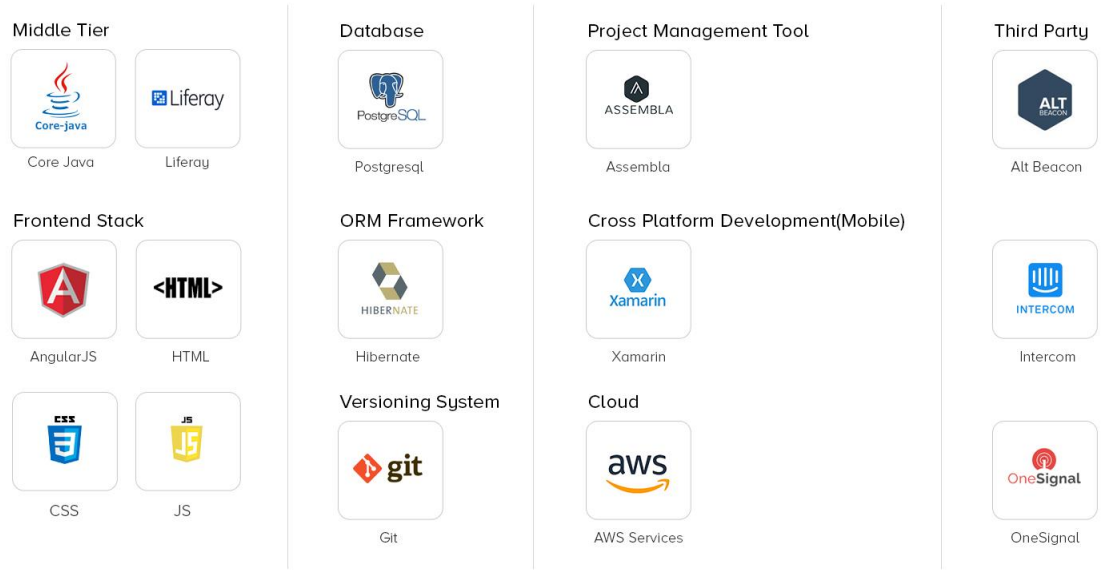 Middle Tier
Core-java
Core Java
Liferay
Liferay
Frontend Stack
A
AngularJS
<HTML>
HTML
CSS
3
CSS
JS
JS
JS
Database
PostgreSQL
Postgresql
ORM Framework
HIBERNATE
Hibernate
Versioning System
git
Git
Project Management Tool
ASSEMBLA
Assembla
Cross Platform Development(Mobile)
X
Xamarin
Xamarin
Cloud
aws
AWS Services
Third Party
ALT
BEACON
Alt Beacon
INTERCOM
Intercom
OneSignal
OneSignal